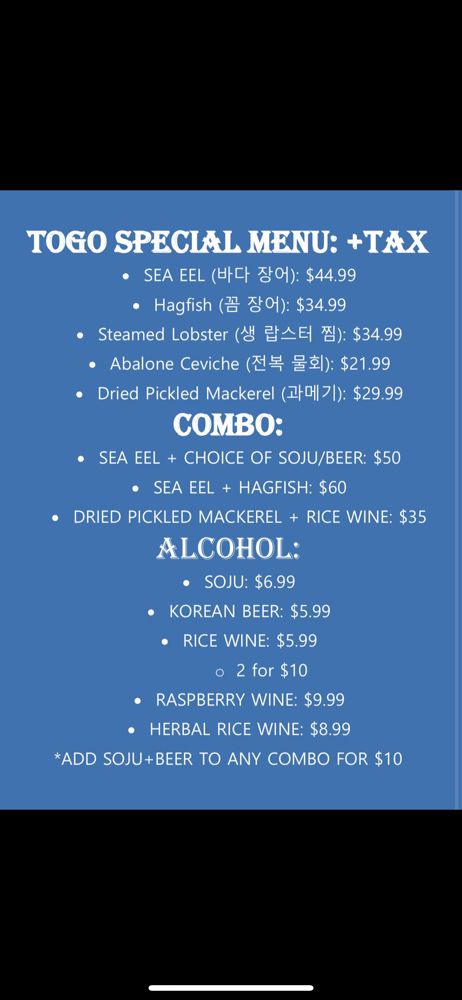 TOGO SPECIAL MENU: +TAX
• SEA EEL (바다 장어): $44.99
• Hagfish (꼼 장어): $34.99
• Steamed Lobster (생 랍스터 찜): $34.99
• Abalone Ceviche (전복 물회): $21.99
• Dried Pickled Mackerel (과메기): $29.99
COMBO:
• SEA EEL + CHOICE OF SOJU/BEER: $50
• SEA EEL + HAGFISH: $60
• DRIED PICKLED MACKEREL + RICE WINE: $35
ALCOHOL:
• SOJU: $6.99
• KOREAN BEER: $5.99
• RICE WINE: $5.99
○ 2 for $10
• RASPBERRY WINE: $9.99
• HERBAL RICE WINE: $8.99
*ADD SOJU+BEER TO ANY COMBO FOR $10